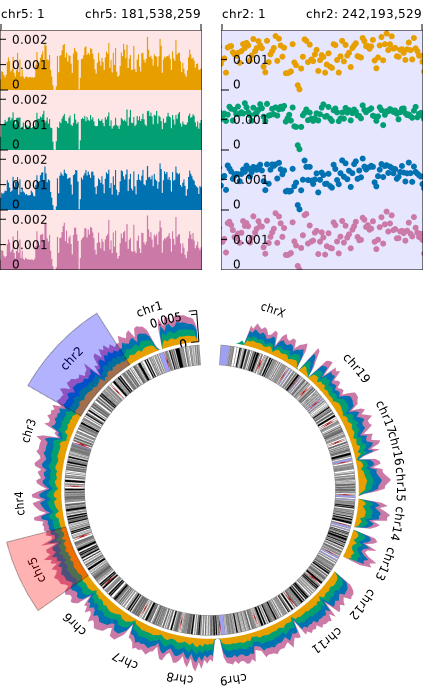 chr5: 1 chr5: 181,538,259 chr2: 1 chr2: 242,193,529
0.002
0.001
0
0.002
0.001
0
0.002
0.001
0
0.002
0.001
0
0.001
0
0.001
0
0.001
0
0.001
0
chr1
0.005
0
chrX
chr2
chr19
chr3
chr17
chr16
chr4
chr15
chr14
chr5
chr13
chr6
chr12
chr7
chr11
chr8
chr9